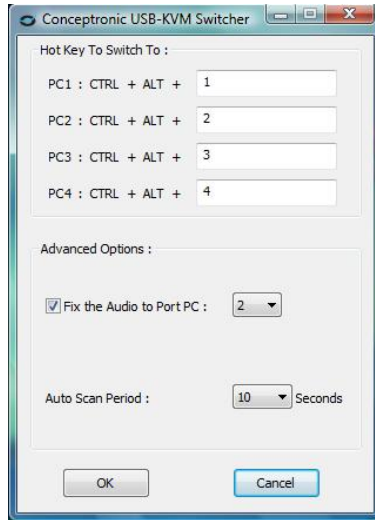 Conceptronic USB-KVM Switcher
Hot Key To Switch To :
PC1 : CTRL + ALT + 1
PC2 : CTRL + ALT + 2
PC3 : CTRL + ALT + 3
PC4 : CTRL + ALT + 4
Advanced Options :
Fix the Audio to Port PC : 2
Auto Scan Period : 10 Seconds
OK Cancel